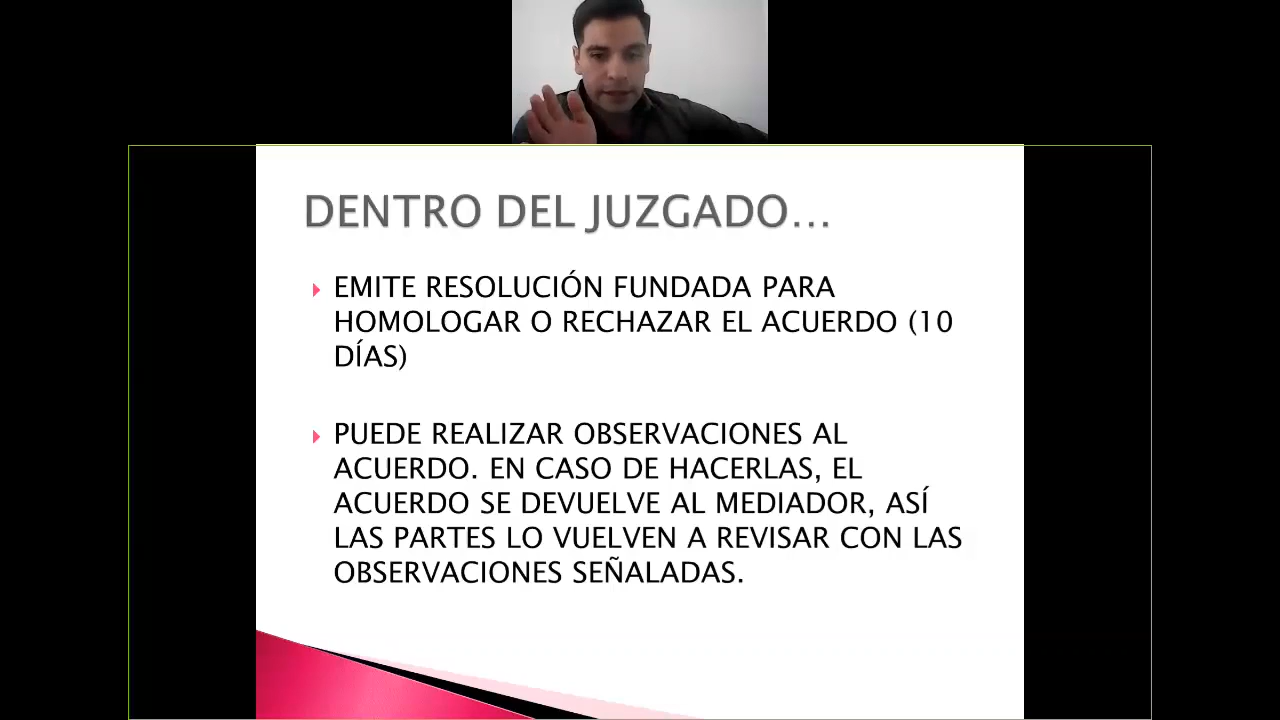 DENTRO DEL JUZGADO...
EMITE RESOLUCIÓN FUNDADA PARA
HOMOLOGAR O RECHAZAR EL ACUERDO (10
DÍAS)
PUEDE REALIZAR OBSERVACIONES AL
ACUERDO. EN CASO DE HACERLAS, EL
ACUERDO SE DEVUELVE AL MEDIADOR, ASÍ
LAS PARTES LO VUELVEN A REVISAR CON LAS
OBSERVACIONES SEÑALADAS.